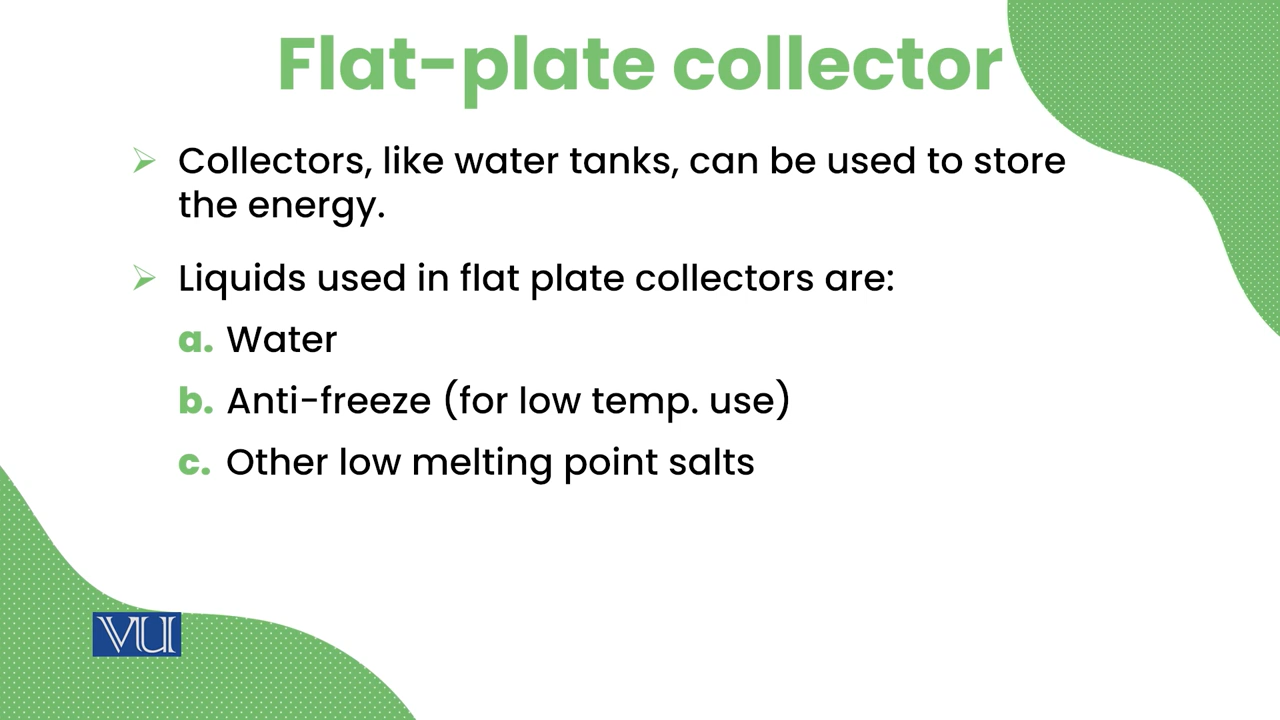 Flat-plate collector
➢ Collectors, like water tanks, can be used to store
the energy.
➢ Liquids used in flat plate collectors are:
a. Water
b. Anti-freeze (for low temp. use)
c. Other low melting point salts
VU